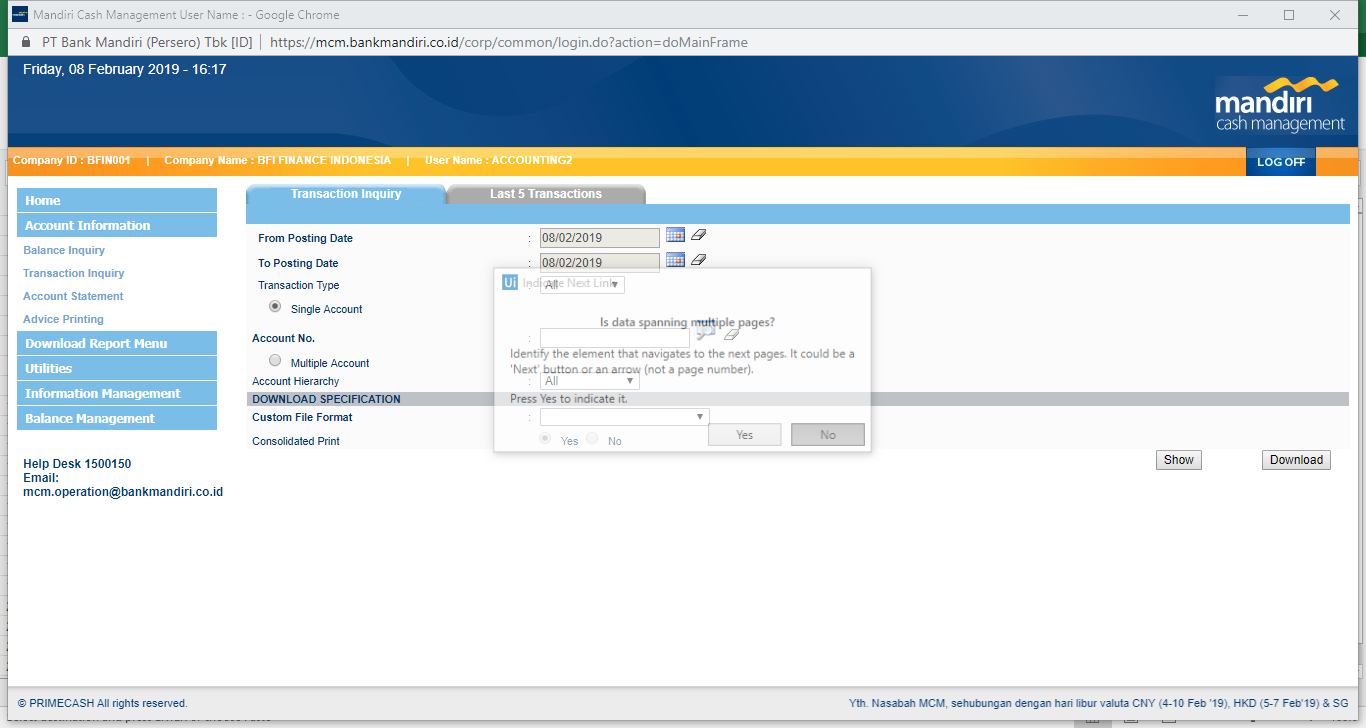 Mandiri Cash Management User Name : - Google Chrome
PT Bank Mandiri (Persero) Tbk [ID] | https://mcm.bankmandiri.co.id/corp/common/login.do?action=doMainFrame
Friday, 08 February 2019 - 16:17
mandiri
cash management
Company ID : BFIN001 | Company Name : BFI FINANCE INDONESIA | User Name : ACCOUNTING2
LOG OFF
Home
Account Information
Balance Inquiry
Transaction Inquiry
Account Statement
Advice Printing
Download Report Menu
Utilities
Information Management
Balance Management
Help Desk 1500150
Email:
mcm.operation@bankmandiri.co.id
Transaction Inquiry
Last 5 Transactions
From Posting Date : 08/02/2019
To Posting Date : 08/02/2019
Transaction Type : All
Single Account
Account No. :
Multiple Account
Account Hierarchy : All
DOWNLOAD SPECIFICATION
Custom File Format :
Consolidated Print Yes No
Ui Indicate Next Link
Is data spanning multiple pages?
Identify the element that navigates to the next pages. It could be a
'Next' button or an arrow (not a page number).
Press Yes to indicate it.
Yes No
Show Download
© PRIMECASH All rights reserved.
Yth. Nasabah MCM, sehubungan dengan hari libur valuta CNY (4-10 Feb '19), HKD (5-7 Feb'19) & SG